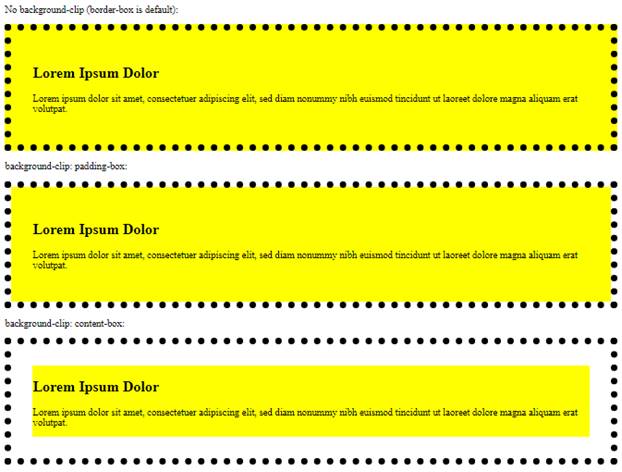 No background-clip (border-box is default):
Lorem Ipsum Dolor
Lorem ipsum dolor sit amet, consectetuer adipiscing elit, sed diam nonummy nibh euismod tincidunt ut laoreet dolore magna aliquam erat
volutpat.
background-clip: padding-box:
Lorem Ipsum Dolor
Lorem ipsum dolor sit amet, consectetuer adipiscing elit, sed diam nonummy nibh euismod tincidunt ut laoreet dolore magna aliquam erat
volutpat.
background-clip: content-box:
Lorem Ipsum Dolor
Lorem ipsum dolor sit amet, consectetuer adipiscing elit, sed diam nonummy nibh euismod tincidunt ut laoreet dolore magna aliquam erat
volutpat.